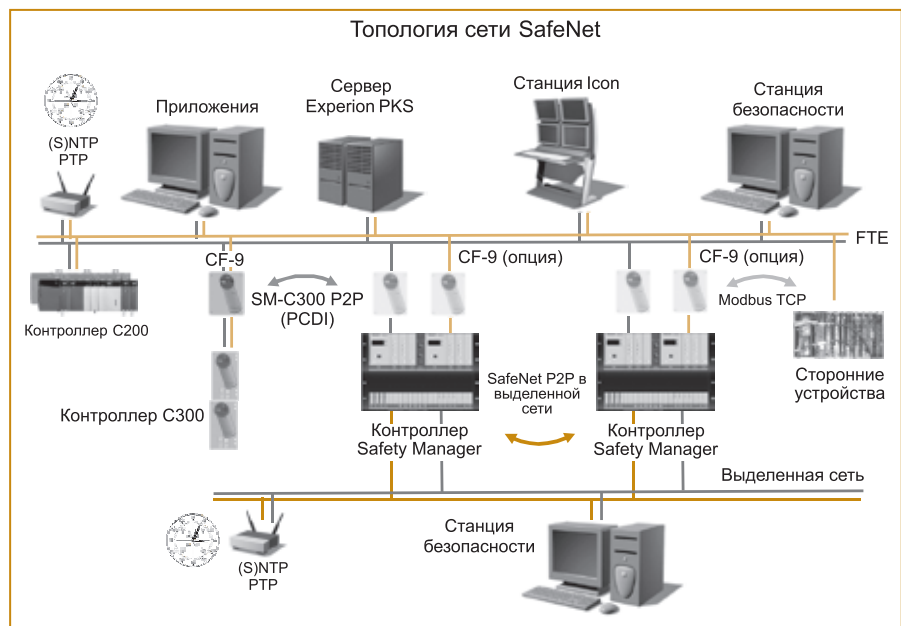 Топология сети SafeNet
(S)NTP
PTP
Приложения
Сервер
Experion PKS
Станция Icon
Станция
безопасности
FTE
CF-9
CF-9 (опция)
CF-9 (опция)
SM-C300 P2P
(PCDI)
Modbus TCP
Контроллер C200
Сторонние
устройства
SafeNet P2P в
выделенной
сети
Контроллер C300
Контроллер
Safety Manager
Контроллер
Safety Manager
Выделенная сеть
(S)NTP
PTP
Станция
безопасности